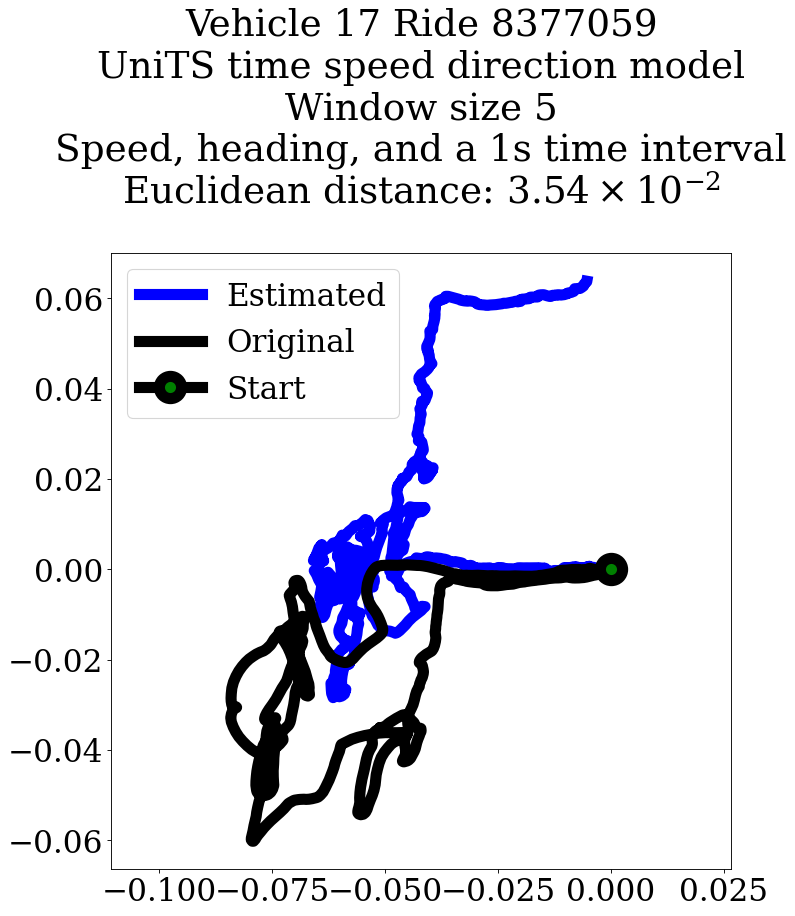 Vehicle 17 Ride 8377059
UniTS time speed direction model
Window size 5
Speed, heading, and a 1s time interval
Euclidean distance: 3.54 × 10⁻²
Estimated
Original
Start
0.06
0.04
0.02
0.00
−0.02
−0.04
−0.06
−0.100 −0.075 −0.050 −0.025 0.000 0.025